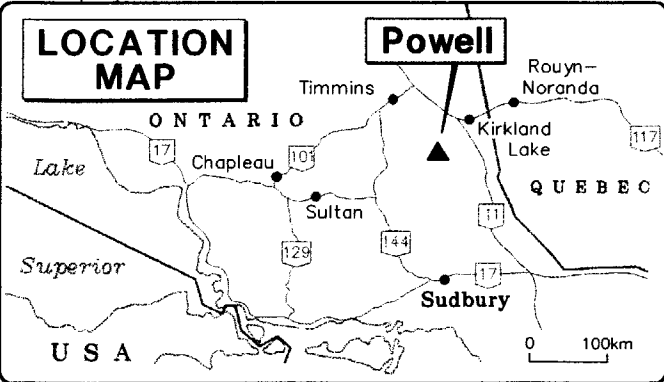 LOCATION
MAP
Powell
Timmins
Rouyn–
Noranda
ONTARIO
Kirkland
Lake
117
17
Chapleau
101
Lake
QUEBEC
Sultan
11
129
144
Superior
17
Sudbury
USA
0 100km